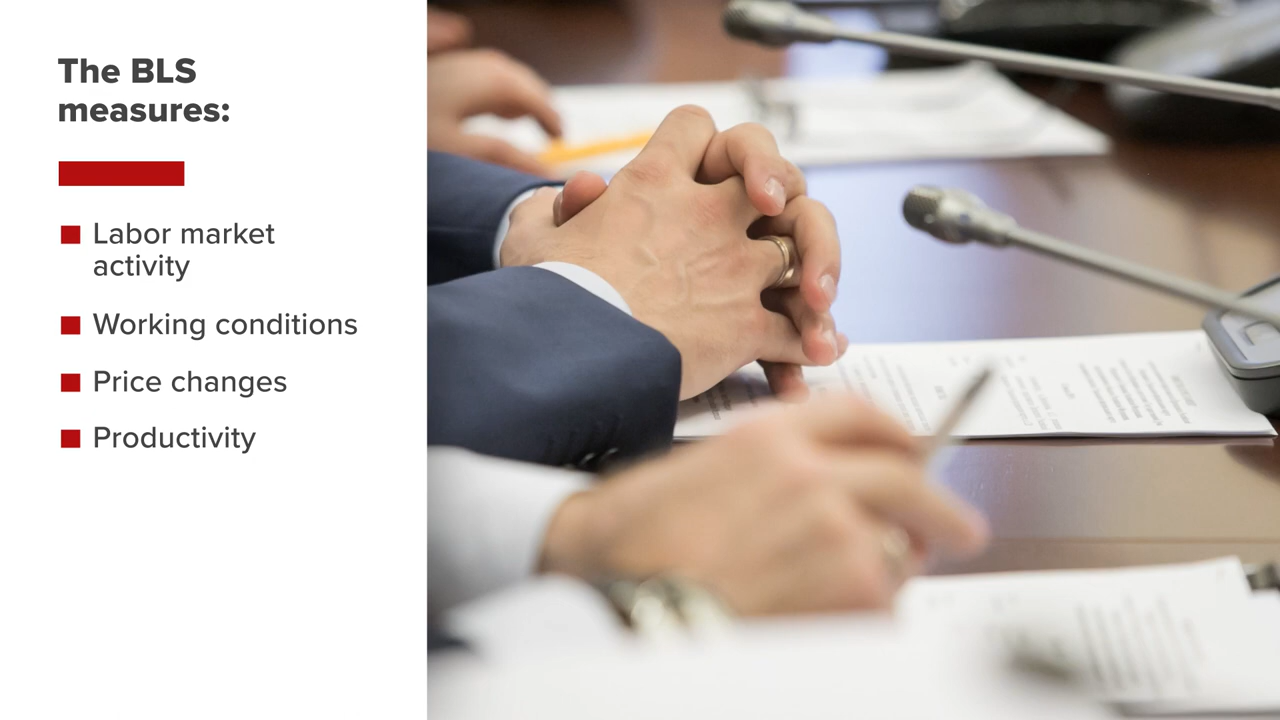 The BLS
measures:
Labor market
activity
Working conditions
Price changes
Productivity